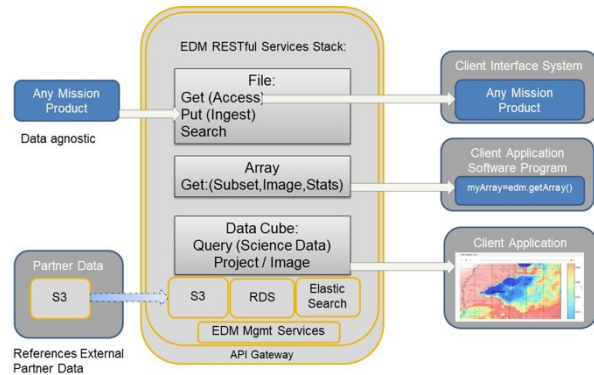 EDM RESTful Services Stack:
File:
Get (Access)
Put (Ingest)
Search
Any Mission
Product
Data agnostic
Client Interface System
Any Mission
Product
Array
Get:(Subset,Image,Stats)
Client Application
Software Program
myArray=edm.getArray()
Data Cube:
Query (Science Data)
Project / Image
Client Application
Partner Data
S3
References External
Partner Data
S3
RDS
Elastic
Search
EDM Mgmt Services
API Gateway